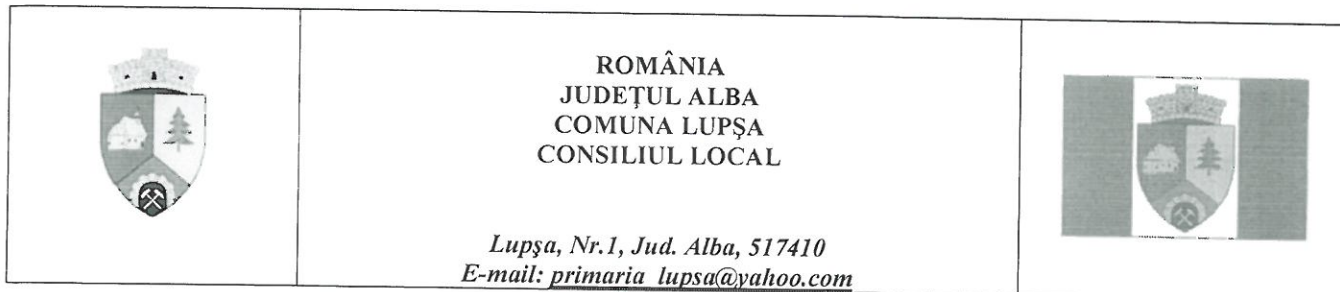 ROMÂNIA
JUDEŢUL ALBA
COMUNA LUPŞA
CONSILIUL LOCAL
Lupşa, Nr.1, Jud. Alba, 517410
E-mail: primaria_lupsa@yahoo.com